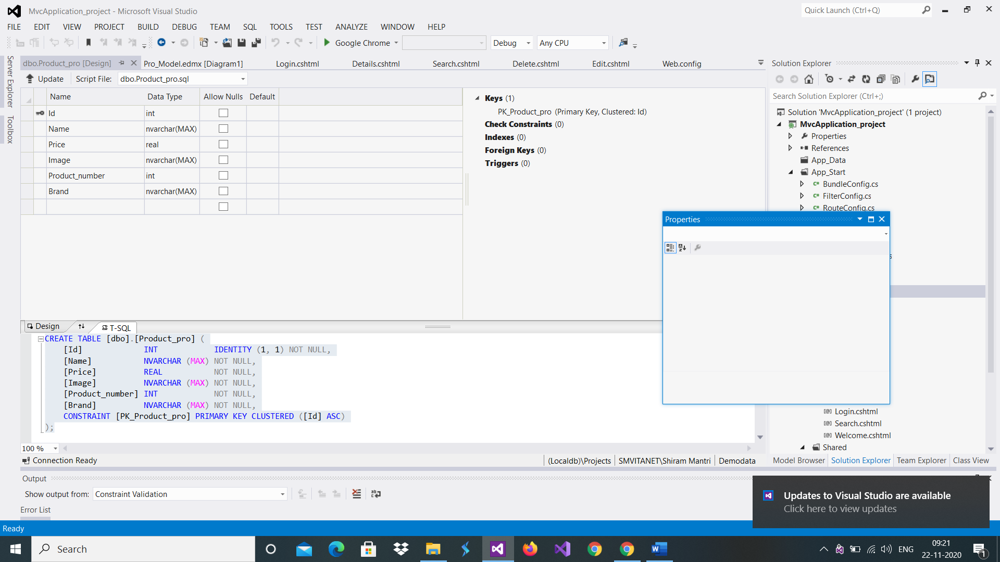 MvcApplication_project - Microsoft Visual Studio
Quick Launch (Ctrl+Q)
FILE EDIT VIEW PROJECT BUILD DEBUG TEAM SQL TOOLS TEST ANALYZE WINDOW HELP
Google Chrome Debug Any CPU
Server Explorer
Toolbox
dbo.Product_pro [Design] Pro_Model.edmx [Diagram1] Login.cshtml Details.cshtml Search.cshtml Delete.cshtml Edit.cshtml Web.config
Update Script File: dbo.Product_pro.sql
Name Data Type Allow Nulls Default
Id int
Name nvarchar(MAX)
Price real
Image nvarchar(MAX)
Product_number int
Brand nvarchar(MAX)
Keys (1)
PK_Product_pro (Primary Key, Clustered: Id)
Check Constraints (0)
Indexes (0)
Foreign Keys (0)
Triggers (0)
Design T-SQL
CREATE TABLE [dbo].[Product_pro] (
[Id] INT IDENTITY (1, 1) NOT NULL,
[Name] NVARCHAR (MAX) NOT NULL,
[Price] REAL NOT NULL,
[Image] NVARCHAR (MAX) NOT NULL,
[Product_number] INT NOT NULL,
[Brand] NVARCHAR (MAX) NOT NULL,
CONSTRAINT [PK_Product_pro] PRIMARY KEY CLUSTERED ([Id] ASC)
);
100 %
Connection Ready (Localdb)\Projects SMVITANET\Shiram Mantri Demodata
Output
Show output from: Constraint Validation
Error List
Ready
Solution Explorer
Search Solution Explorer (Ctrl+;)
Solution 'MvcApplication_project' (1 project)
MvcApplication_project
Properties
References
App_Data
App_Start
BundleConfig.cs
FilterConfig.cs
RouteConfig.cs
Properties
Login.cshtml
Search.cshtml
Welcome.cshtml
Shared
Model Browser Solution Explorer Team Explorer Class View
Updates to Visual Studio are available
Click here to view updates
Search
ENG
09:21
22-11-2020
1